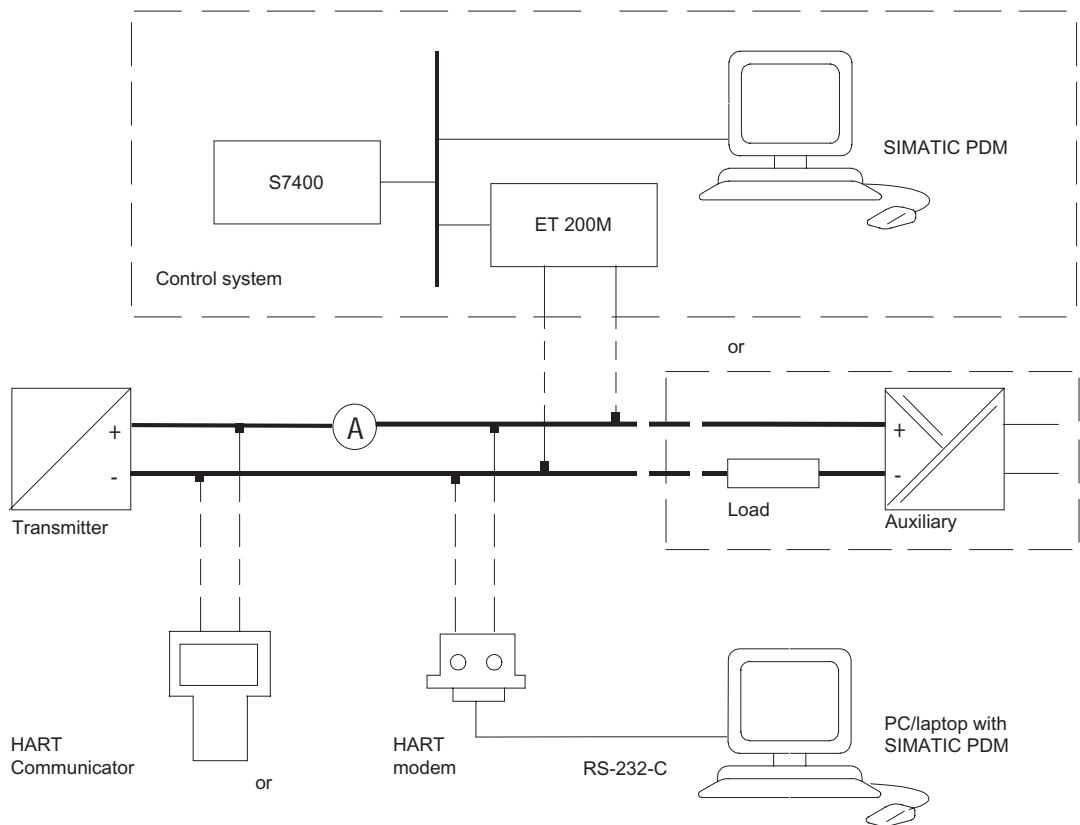 SIMATIC PDM
S7400
ET 200M
Control system
or
A
+
-
+
-
Transmitter
Load
Auxiliary
HART
Communicator
or
HART
modem
RS-232-C
PC/laptop with
SIMATIC PDM